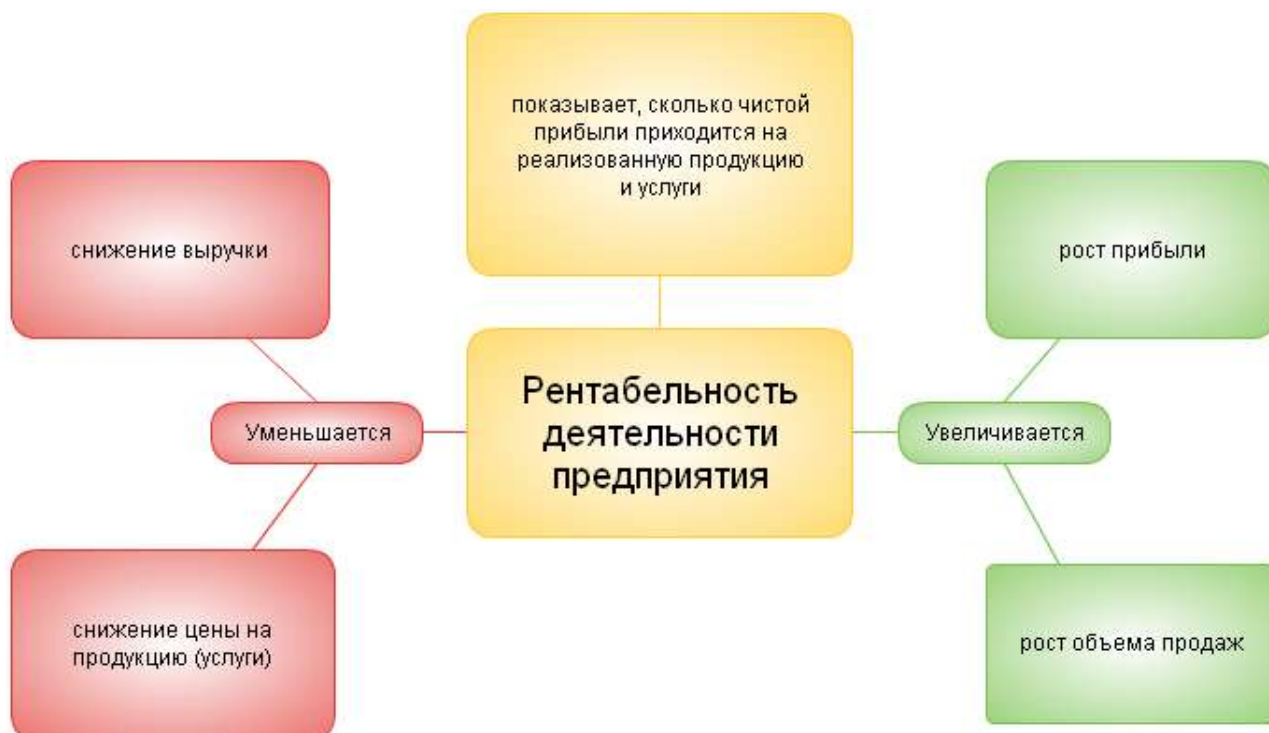 показывает, сколько чистой
прибыли приходится на
реализованную продукцию
и услуги
снижение выручки
рост прибыли
Рентабельность
деятельности
предприятия
Уменьшается
Увеличивается
снижение цены на
продукцию (услуги)
рост объема продаж